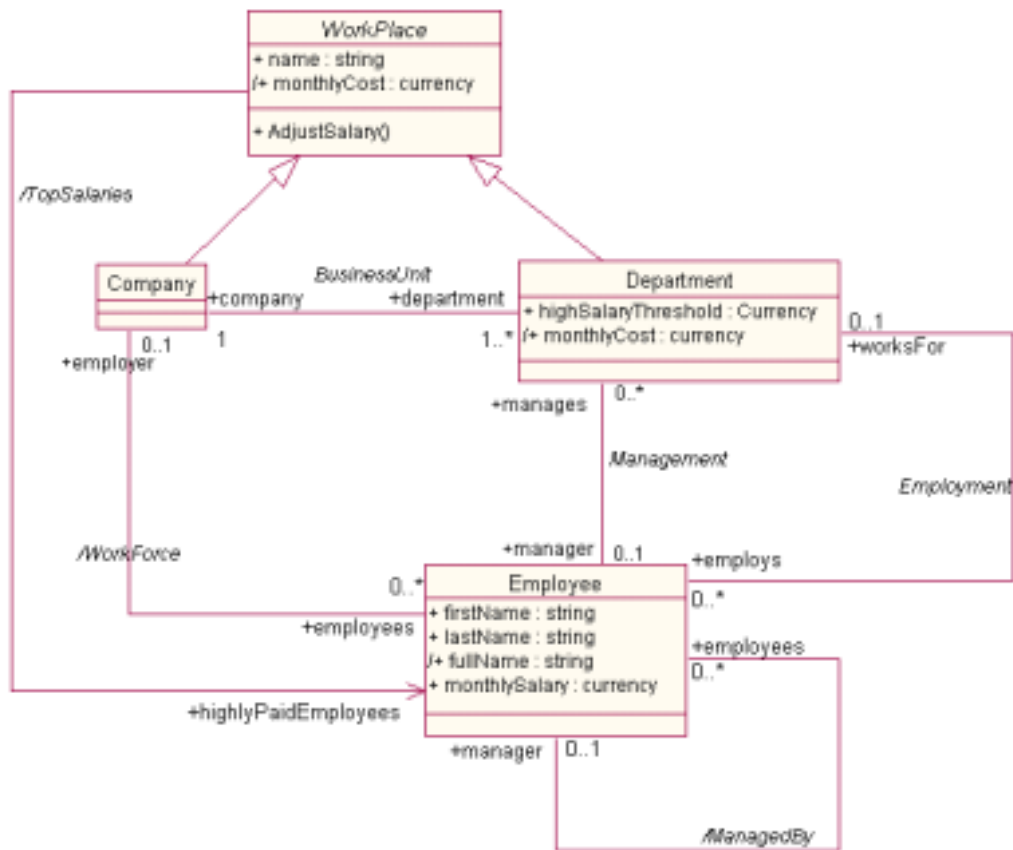 WorkPlace
+ name : string
/+ monthlyCost : currency
+ AdjustSalary()
/TopSalaries
Company
BusinessUnit
+company
+department
1
1..*
Department
+ highSalaryThreshold : Currency
/+ monthlyCost : currency
0..1
+worksFor
0..1
+employer
+manages
0..*
Management
Employment
/WorkForce
+manager
0..1
+employs
0..*
0..*
+employees
Employee
+ firstName : string
+ lastName : string
/+ fullName : string
+ monthlySalary : currency
+employees
0..*
+highlyPaidEmployees
+manager
0..1
/ManagedBy